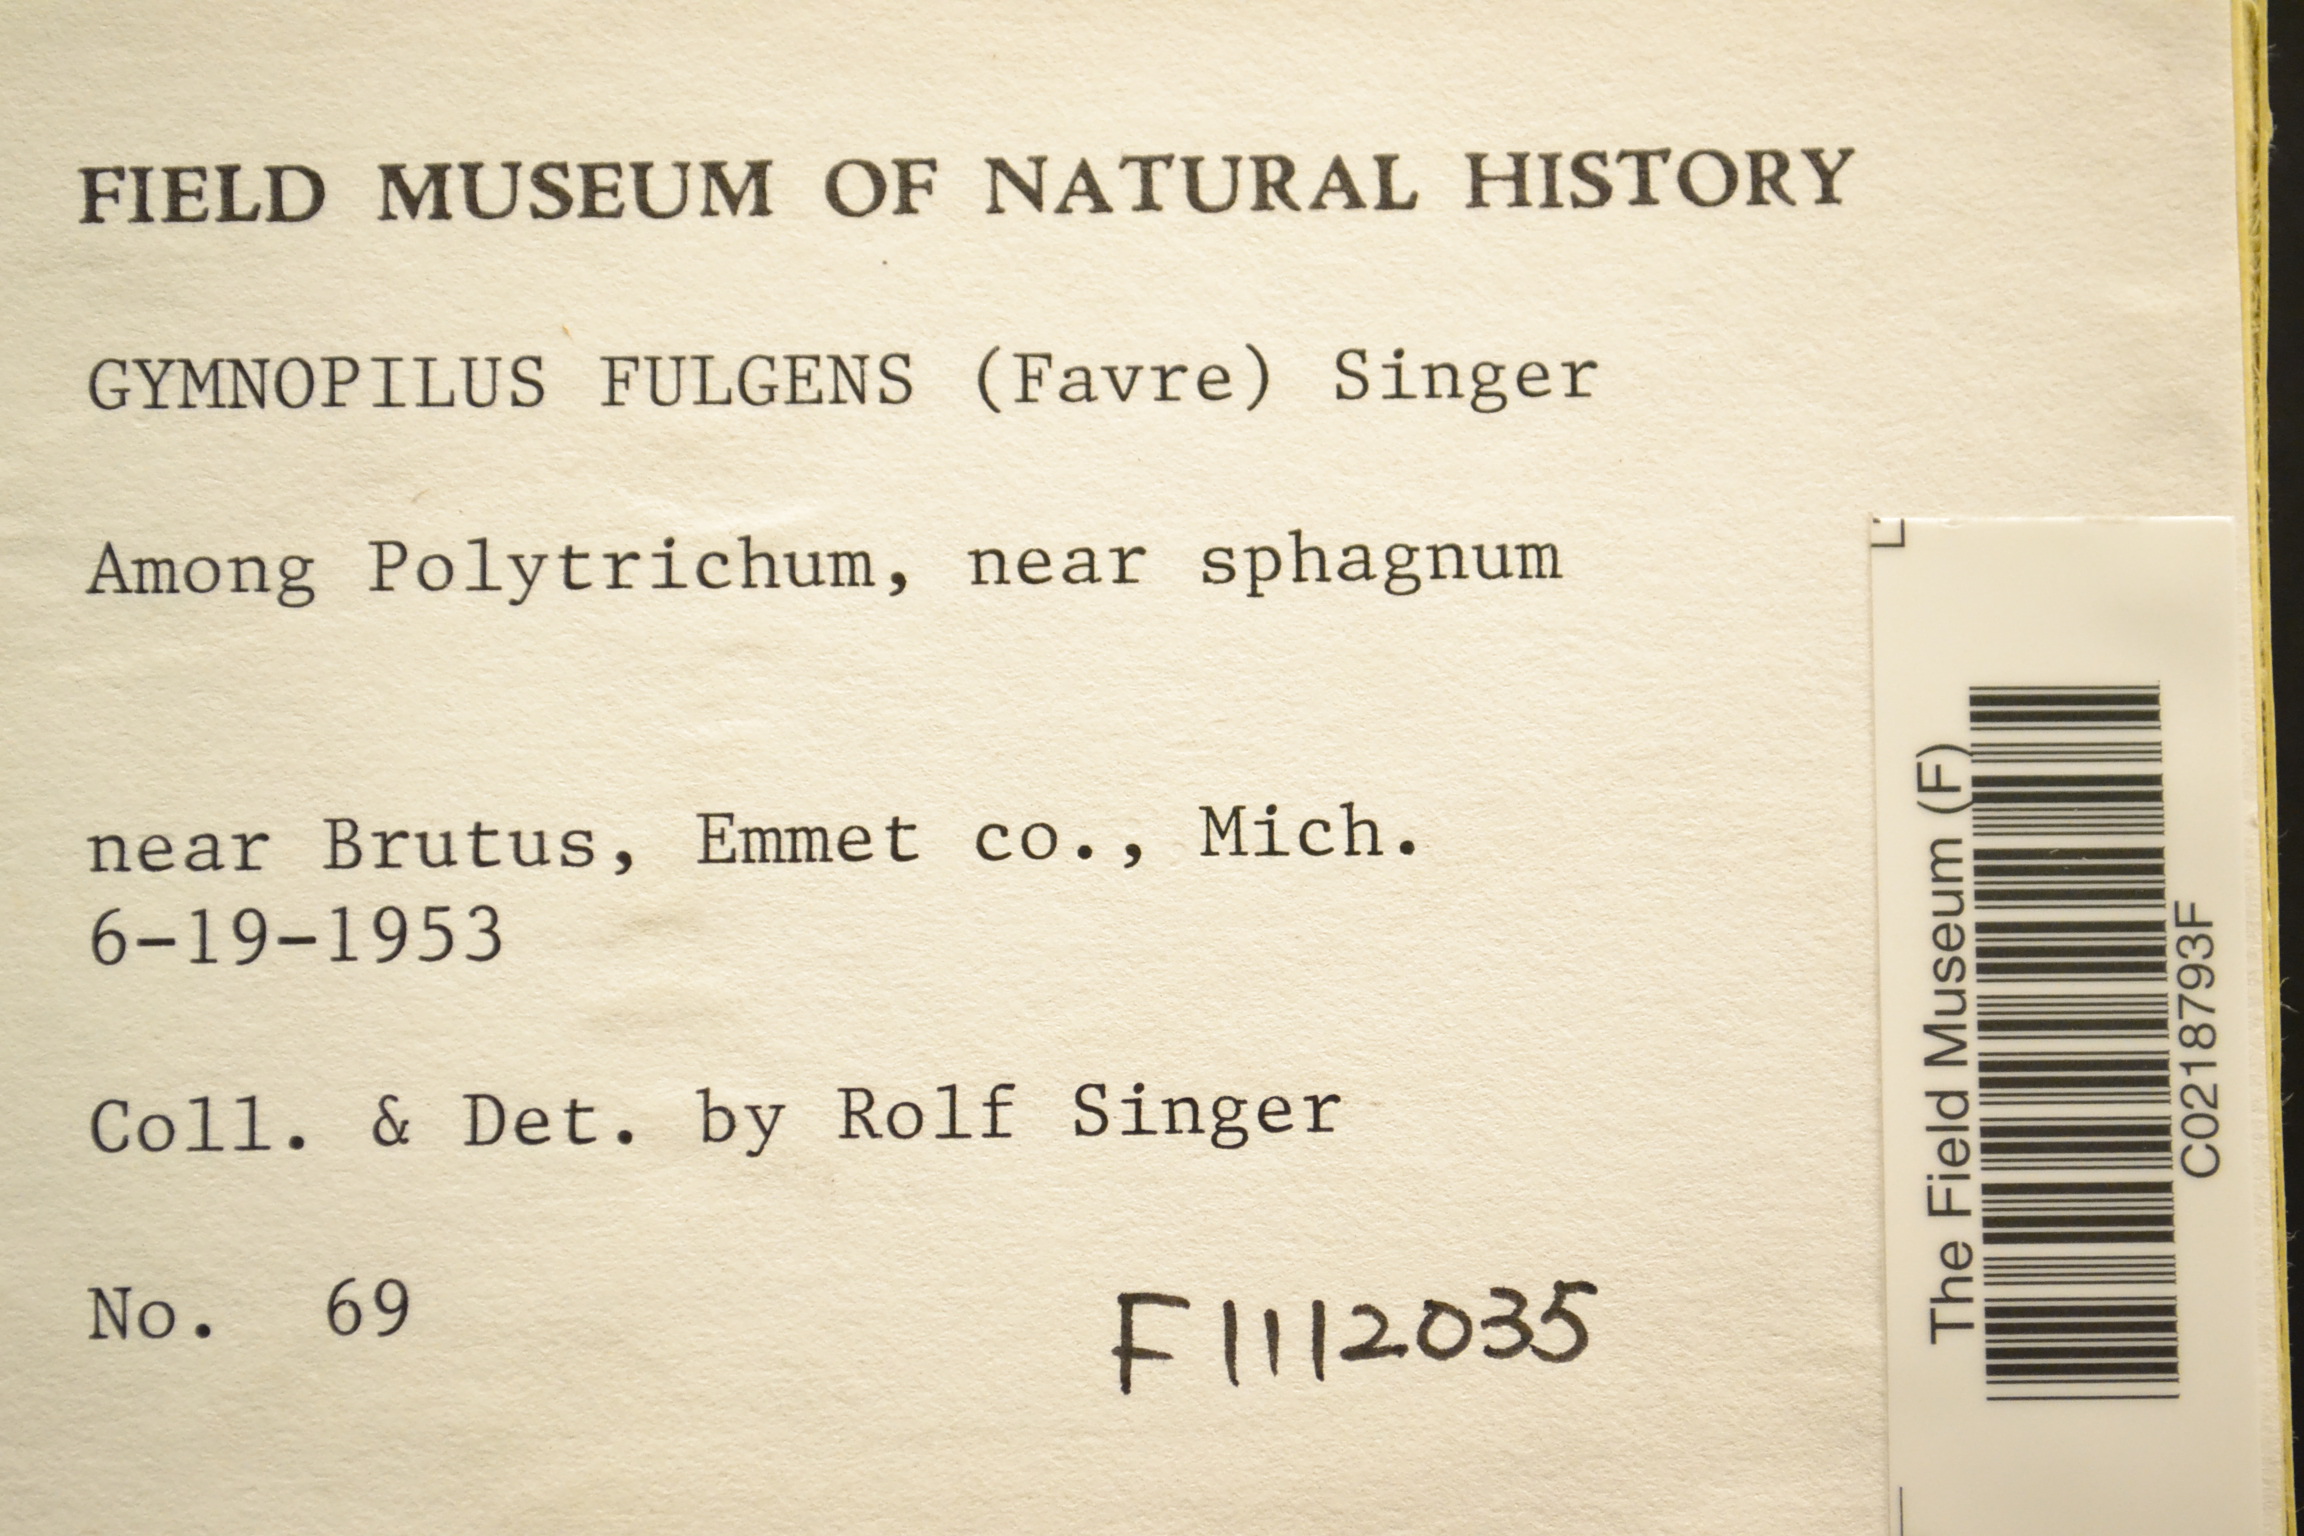 FIELD MUSEUM OF NATURAL HISTORY
GYMNOPILUS FULGENS (Favre) Singer
Among Polytrichum, near sphagnum
near Brutus, Emmet co., Mich.
6-19-1953
Coll. & Det. by Rolf Singer
No. 69
F1112035
The Field Museum (F)
C0218793F